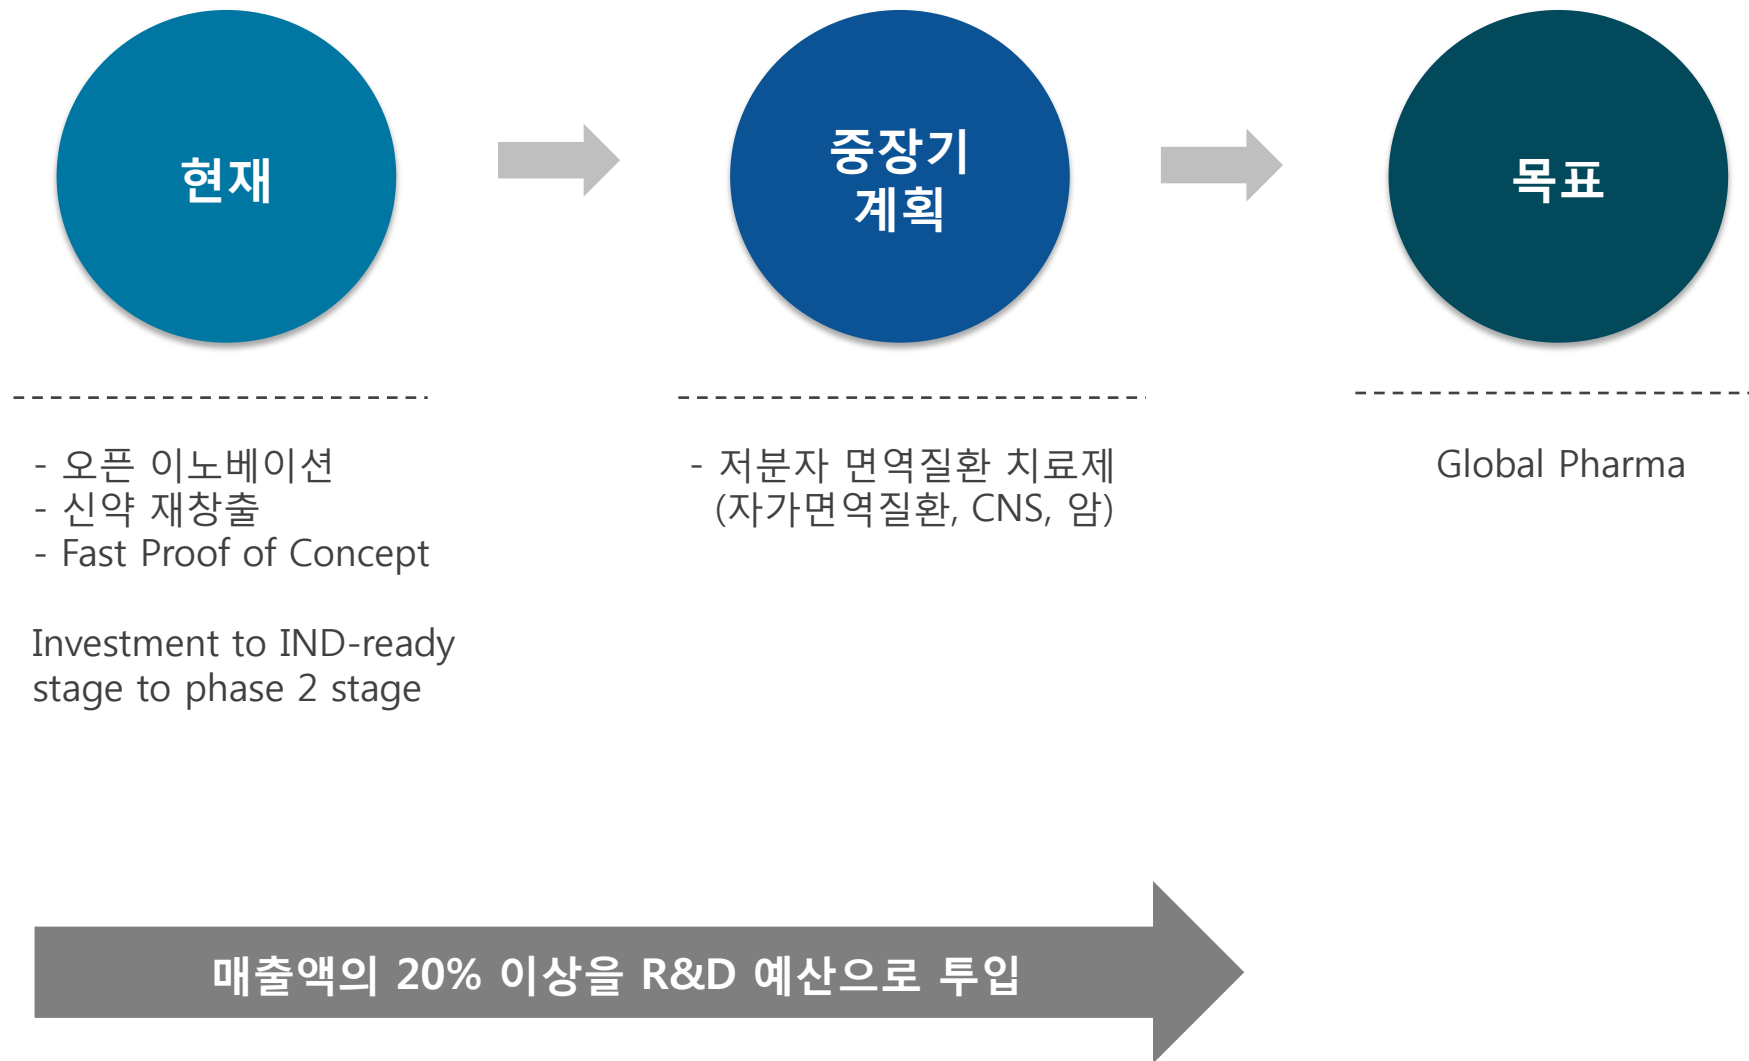 현재
중장기
계획
목표
- 오픈 이노베이션
- 신약 재창출
- Fast Proof of Concept
Investment to IND-ready
stage to phase 2 stage
- 저분자 면역질환 치료제
(자가면역질환, CNS, 암)
Global Pharma
매출액의 20% 이상을 R&D 예산으로 투입